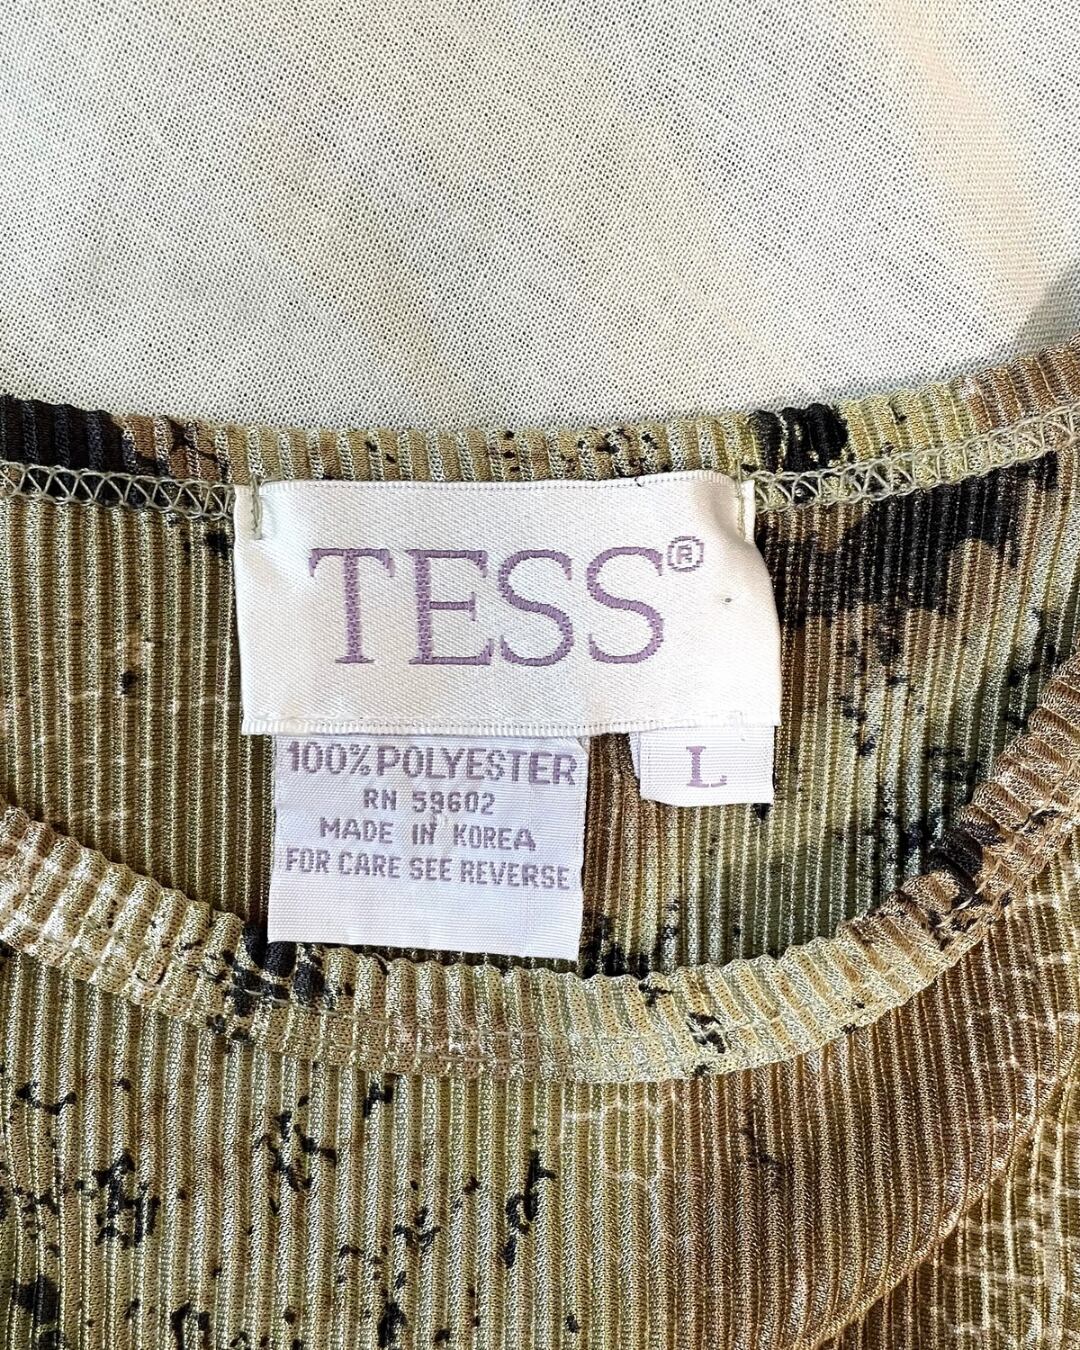 TESS®
100% POLYESTER
RN 59602
MADE IN KOREA
FOR CARE SEE REVERSE
L